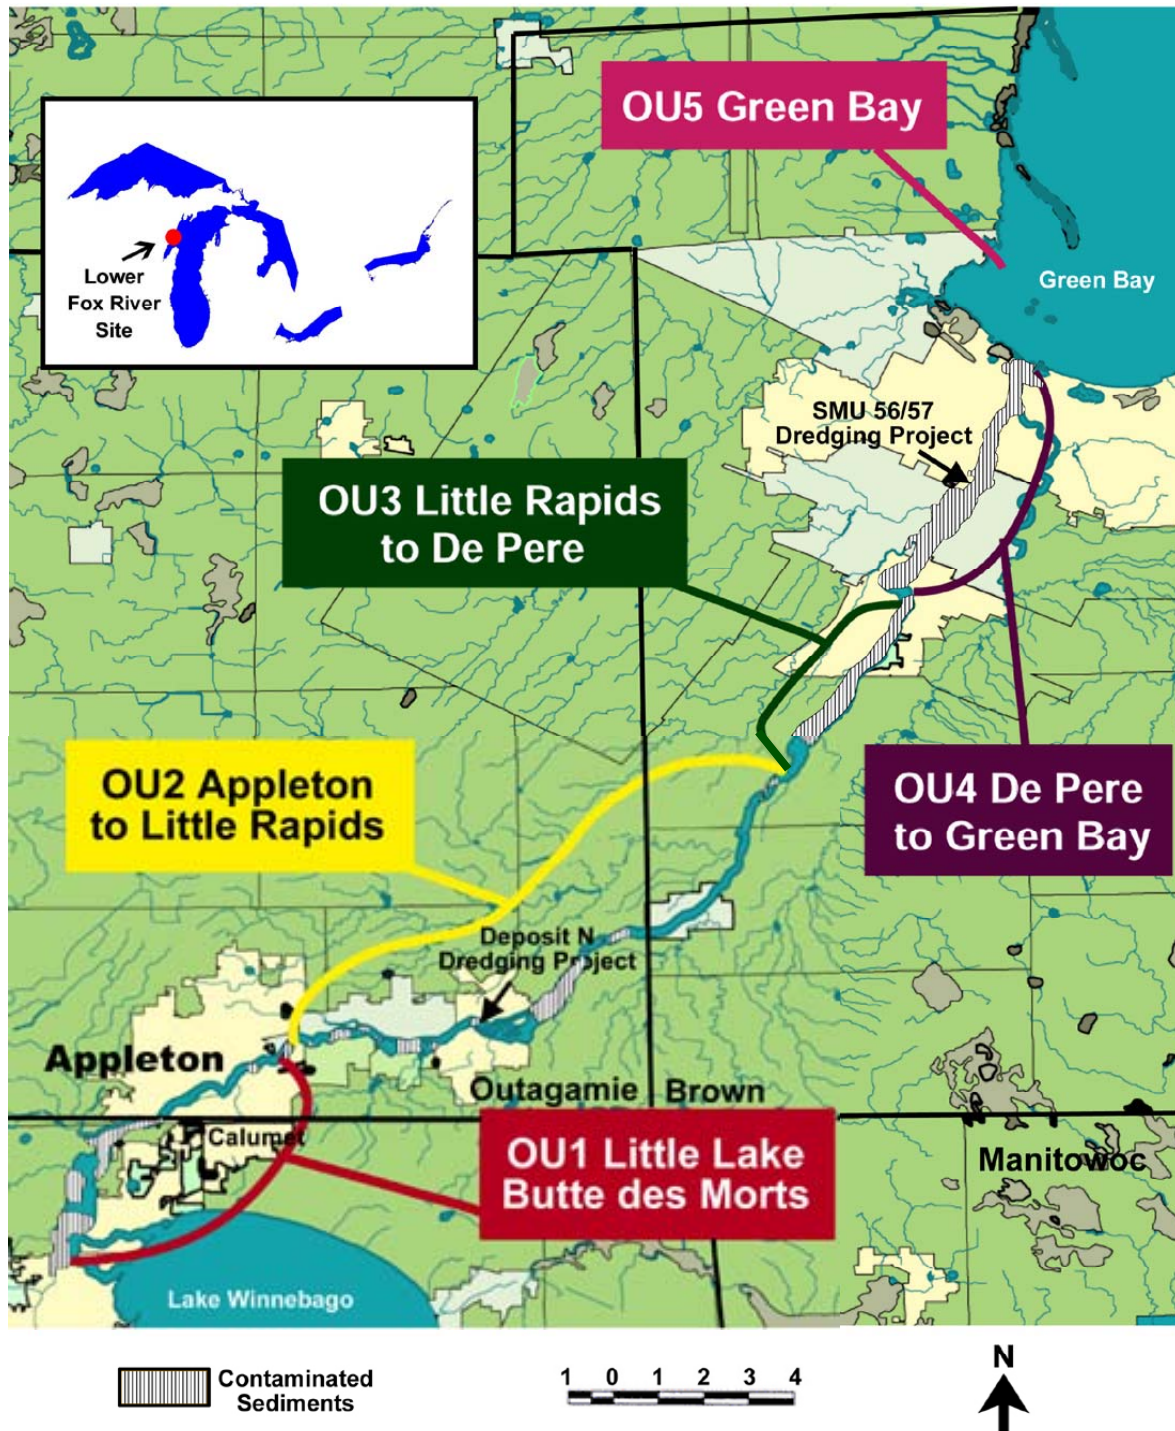 OU5 Green Bay
Lower
Fox River
Site
Green Bay
SMU 56/57
Dredging Project
OU3 Little Rapids
to De Pere
OU2 Appleton
to Little Rapids
OU4 De Pere
to Green Bay
Deposit N
Dredging Project
Appleton
Outagamie
Brown
Calumet
OU1 Little Lake
Butte des Morts
Manitowoc
Lake Winnebago
Contaminated
Sediments
1 0 1 2 3 4
N